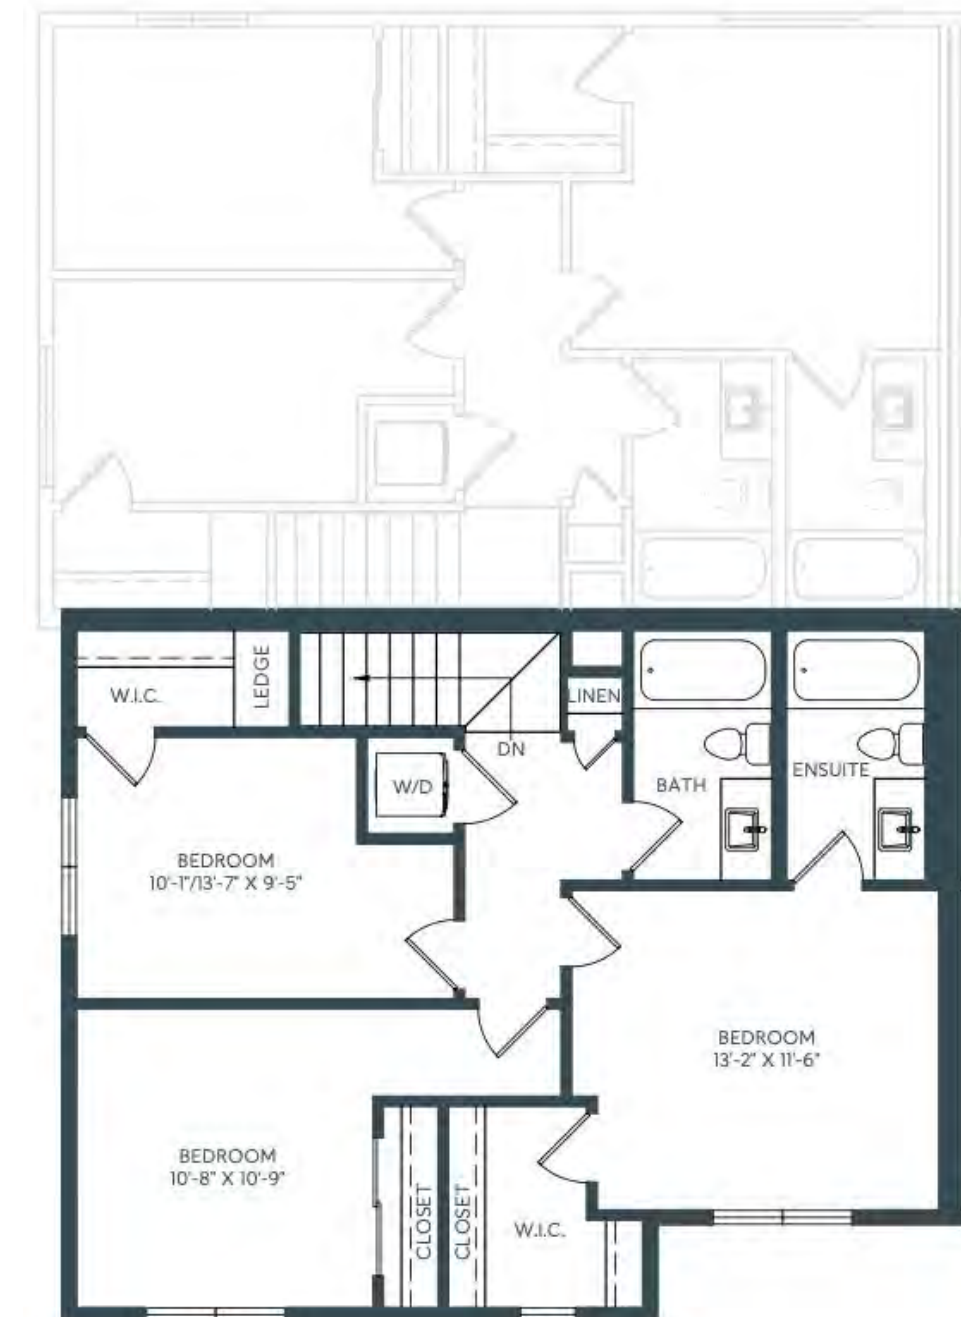 W.I.C.
LEDGE
LINEN
DN
W/D
BATH
ENSUITE
BEDROOM
10'-1"/13'-7" X 9'-5"
BEDROOM
13'-2" X 11'-6"
BEDROOM
10'-8" X 10'-9"
CLOSET
CLOSET
W.I.C.